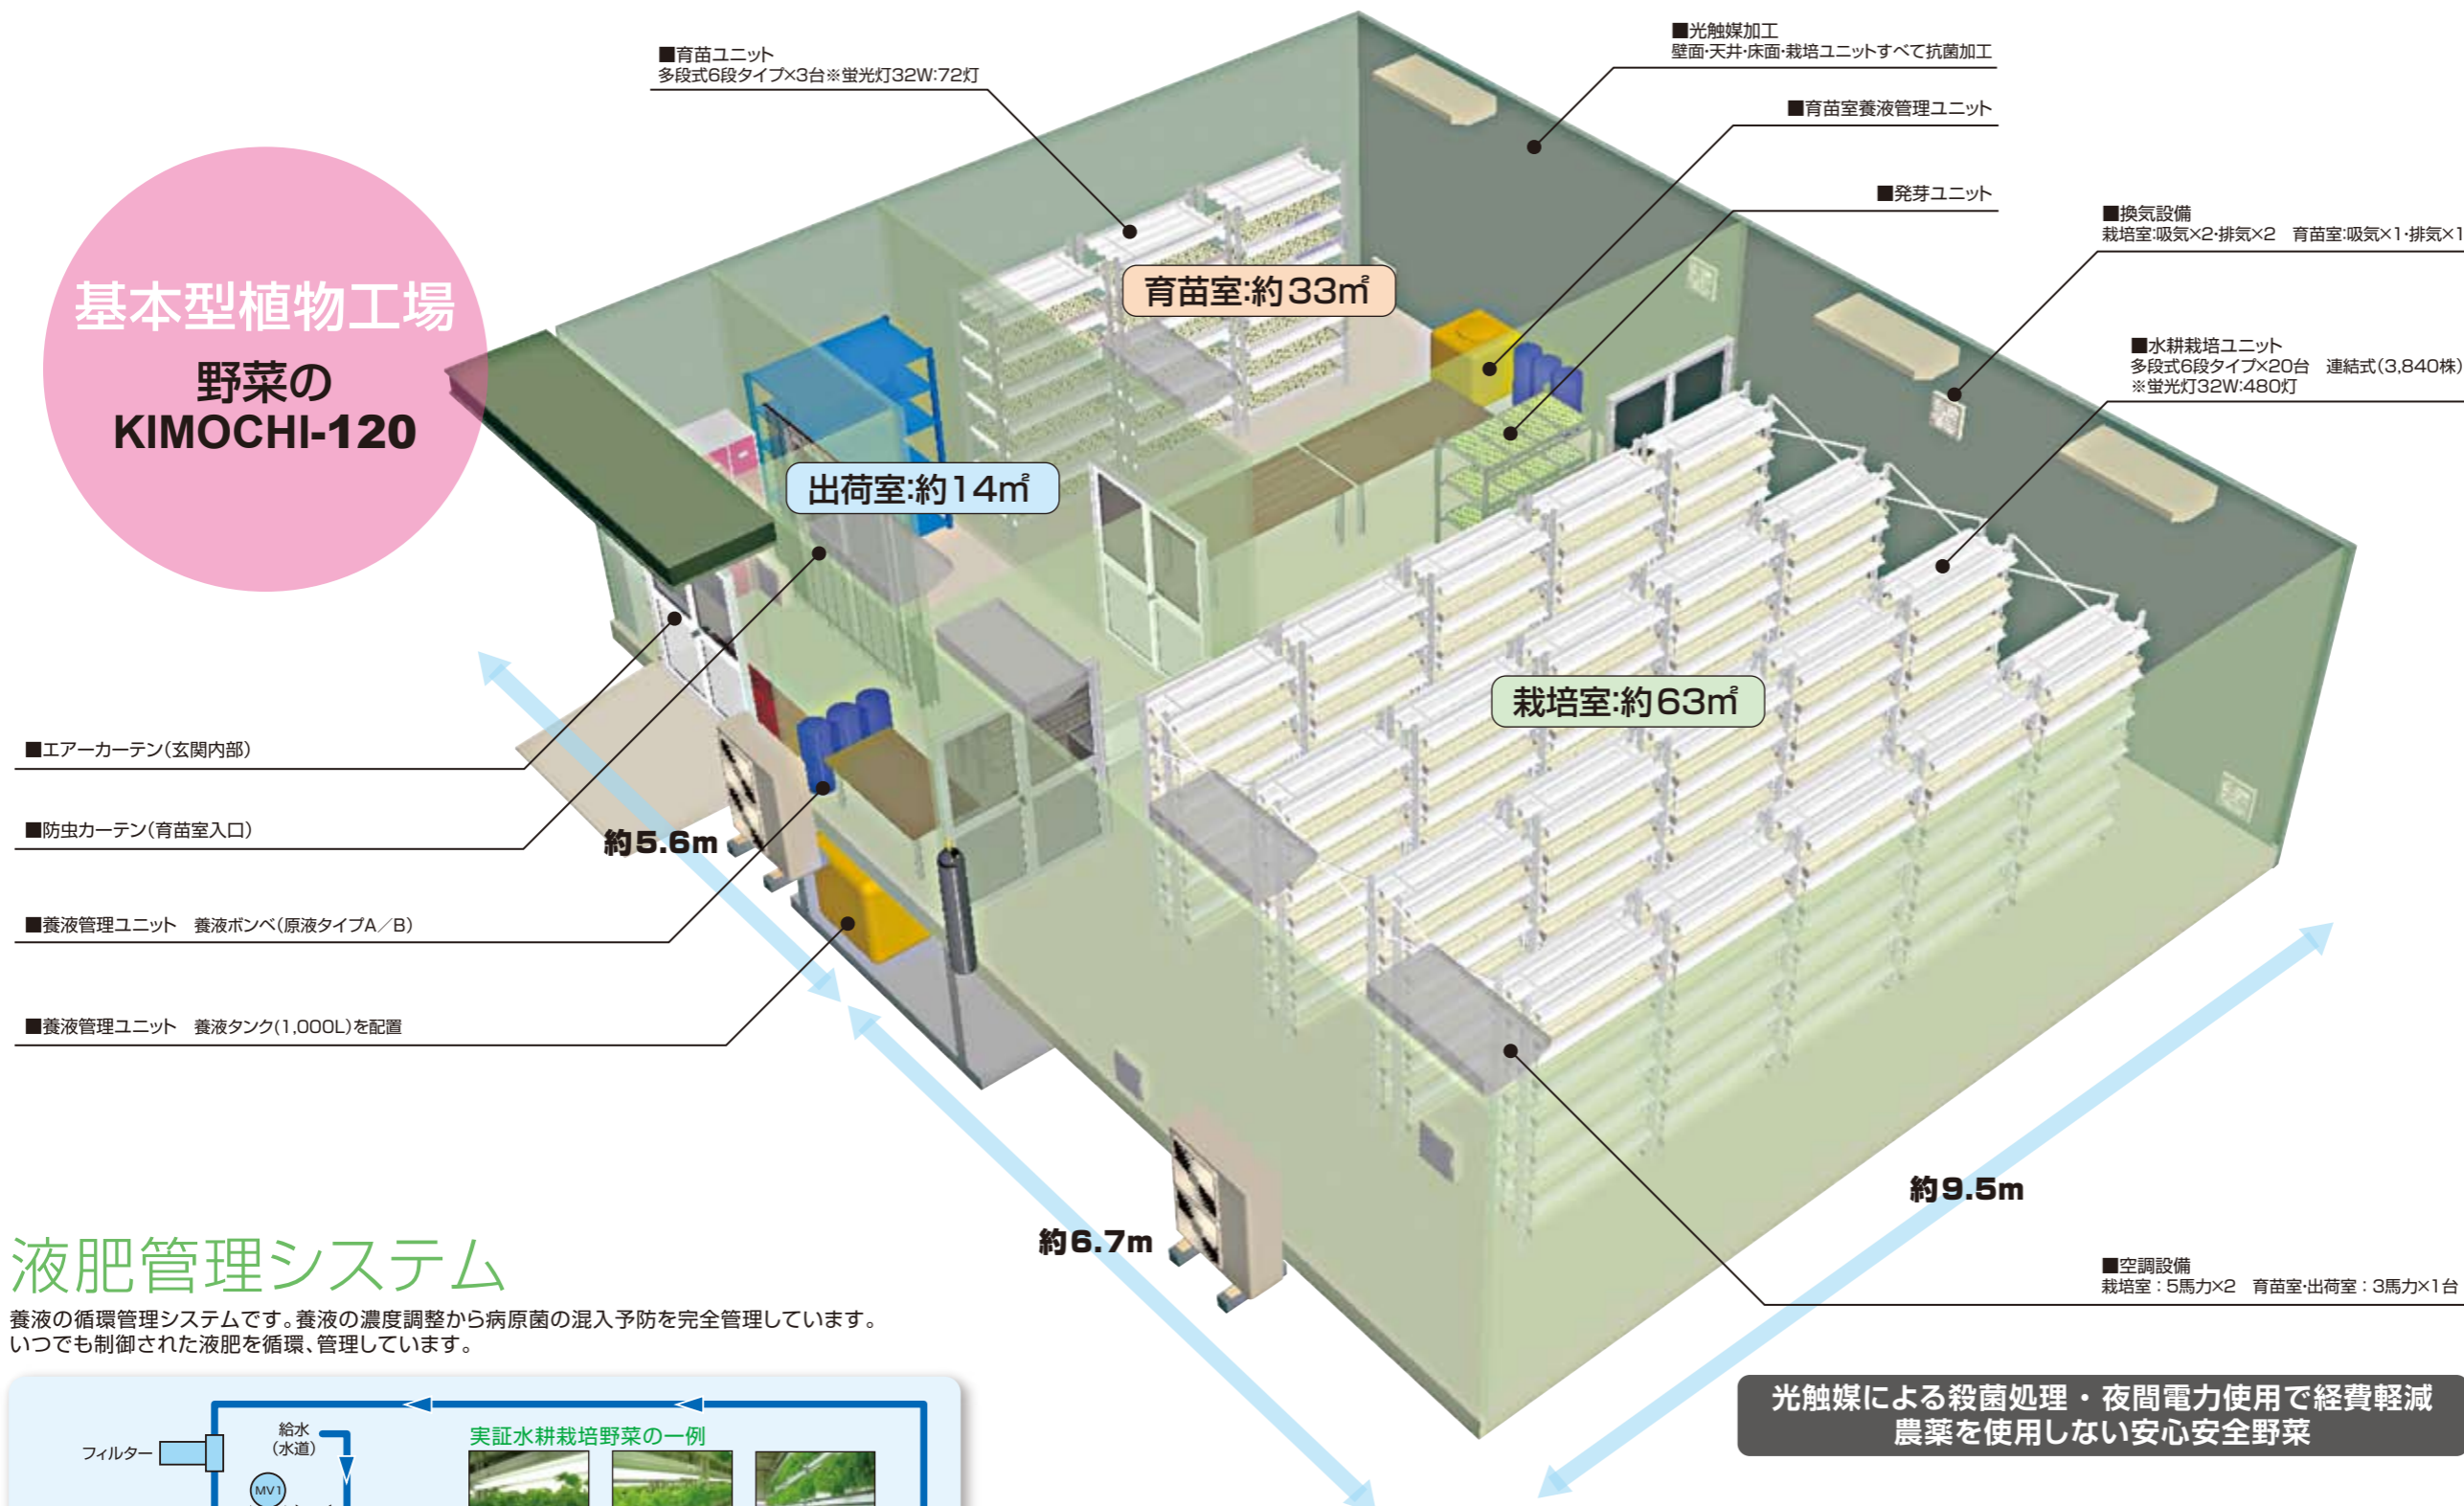 ■育苗ユニット
多段式6段タイプ×3台※蛍光灯32W:72灯
■光触媒加工
壁面・天井・床面・栽培ユニットすべて抗菌加工
■育苗室養液管理ユニット
■発芽ユニット
■換気設備
栽培室:吸気×2・排気×2　育苗室:吸気×1・排気×1
■水耕栽培ユニット
多段式6段タイプ×20台　連結式(3,840株)
※蛍光灯32W:480灯
基本型植物工場
野菜の
KIMOCHI-120
育苗室:約33㎡
出荷室:約14㎡
栽培室:約63㎡
■エアーカーテン(玄関内部)
■防虫カーテン(育苗室入口)
■養液管理ユニット　養液ボンベ(原液タイプA／B)
■養液管理ユニット　養液タンク(1,000L)を配置
約5.6m
約6.7m
約9.5m
■空調設備
栽培室：5馬力×2　育苗室・出荷室：3馬力×1台
液肥管理システム
養液の循環管理システムです。養液の濃度調整から病原菌の混入予防を完全管理しています。
いつでも制御された液肥を循環、管理しています。
光触媒による殺菌処理・夜間電力使用で経費軽減
農薬を使用しない安心安全野菜
フィルター
給水
(水道)
MV1
実証水耕栽培野菜の一例